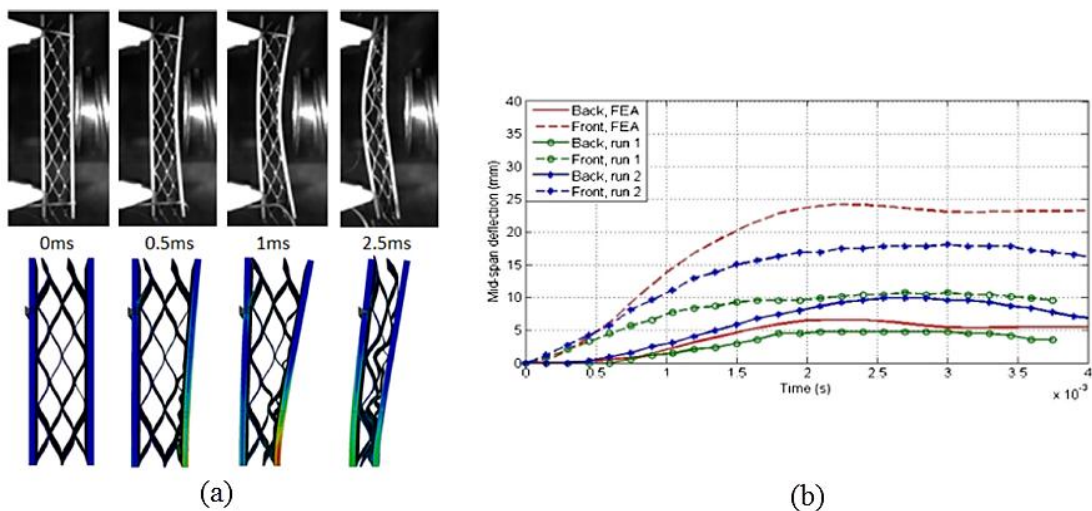 0ms 0.5ms 1ms 2.5ms
(a)
Mid-span deflection (mm)
40
35
30
25
20
15
10
5
0
Back, FEA
Front, FEA
Back, run 1
Front, run 1
Back, run 2
Front, run 2
0 0.5 1 1.5 2 2.5 3 3.5 4
Time (s)
x 10⁻³
(b)